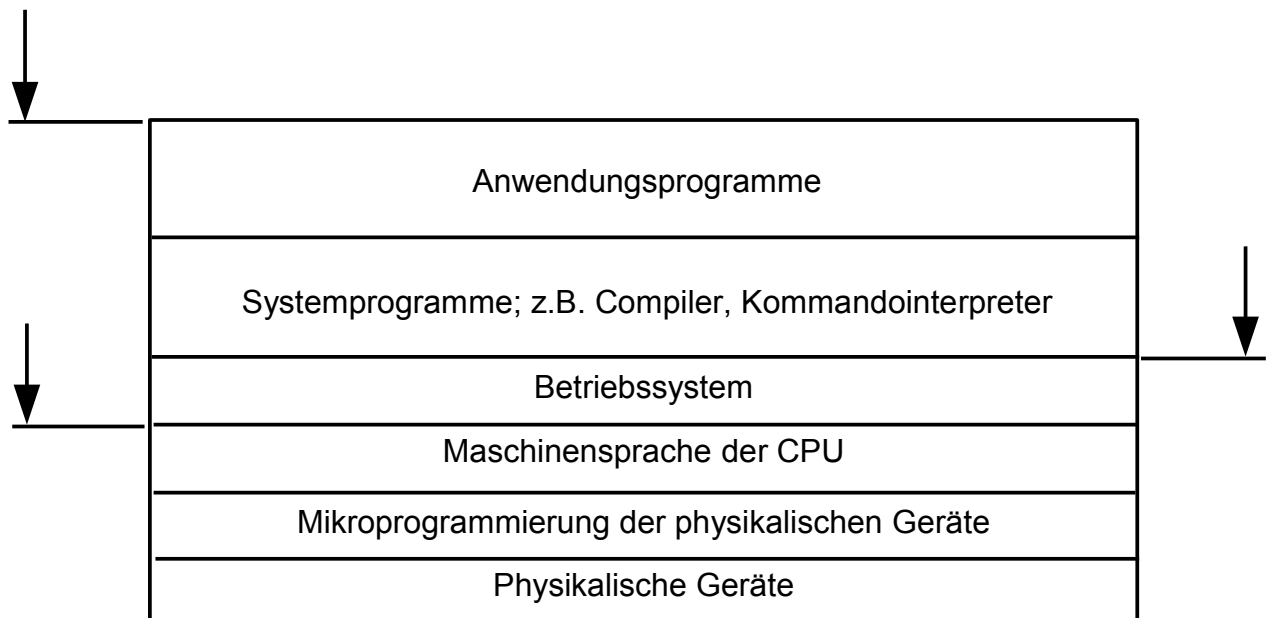 Anwendungsprogramme
Systemprogramme; z.B. Compiler, Kommandointerpreter
Betriebssystem
Maschinensprache der CPU
Mikroprogrammierung der physikalischen Geräte
Physikalische Geräte